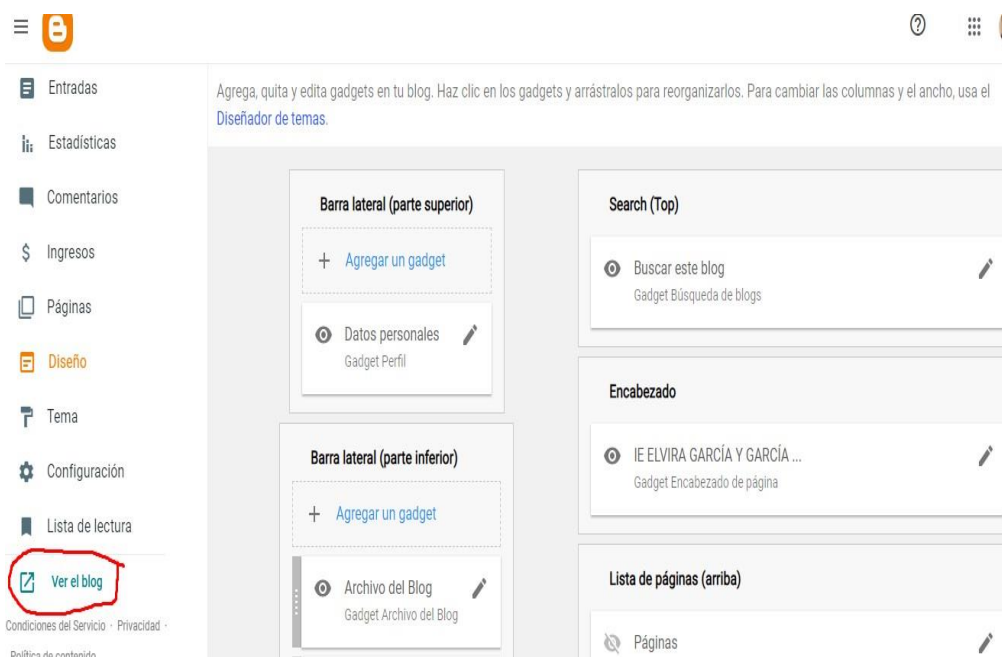 Entradas
Estadísticas
Comentarios
Ingresos
Páginas
Diseño
Tema
Configuración
Lista de lectura
Ver el blog
Condiciones del Servicio · Privacidad ·
Política de contenido
Agrega, quita y edita gadgets en tu blog. Haz clic en los gadgets y arrástralos para reorganizarlos. Para cambiar las columnas y el ancho, usa el
Diseñador de temas.
Barra lateral (parte superior)
+ Agregar un gadget
Datos personales
Gadget Perfil
Barra lateral (parte inferior)
+ Agregar un gadget
Archivo del Blog
Gadget Archivo del Blog
Search (Top)
Buscar este blog
Gadget Búsqueda de blogs
Encabezado
IE ELVIRA GARCÍA Y GARCÍA ...
Gadget Encabezado de página
Lista de páginas (arriba)
Páginas